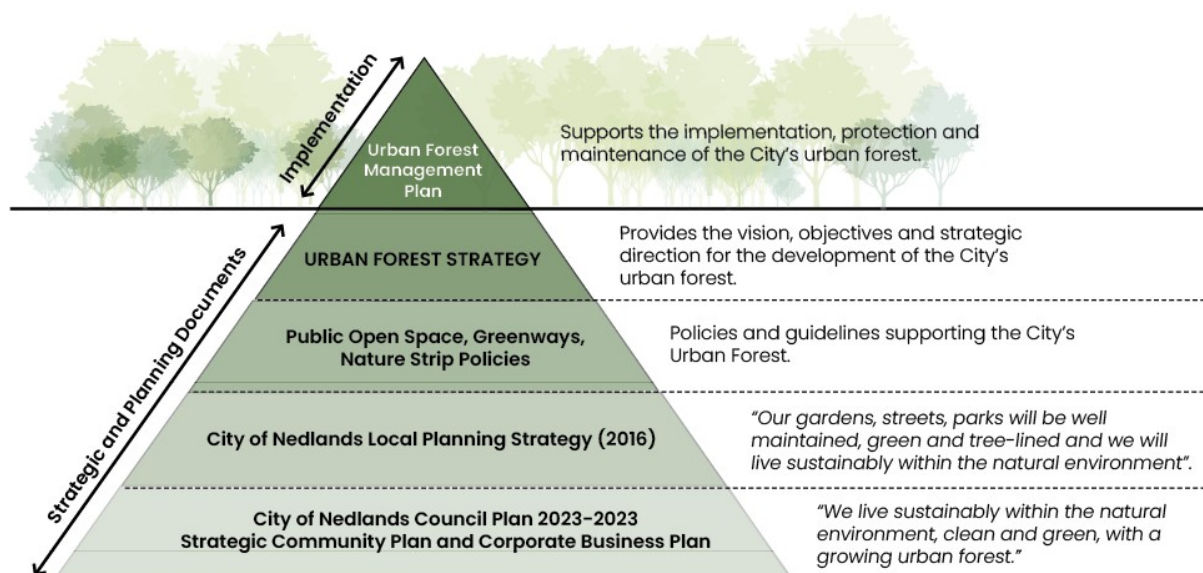 Implementation
Urban Forest
Management
Plan
Supports the implementation, protection and
maintenance of the City's urban forest.
Strategic and Planning Documents
URBAN FOREST STRATEGY
Provides the vision, objectives and strategic
direction for the development of the City's
urban forest.
Public Open Space, Greenways,
Nature Strip Policies
Policies and guidelines supporting the City's
Urban Forest.
City of Nedlands Local Planning Strategy (2016)
“Our gardens, streets, parks will be well
maintained, green and tree-lined and we will
live sustainably within the natural environment”.
City of Nedlands Council Plan 2023-2023
Strategic Community Plan and Corporate Business Plan
“We live sustainably within the natural
environment, clean and green, with a
growing urban forest.”